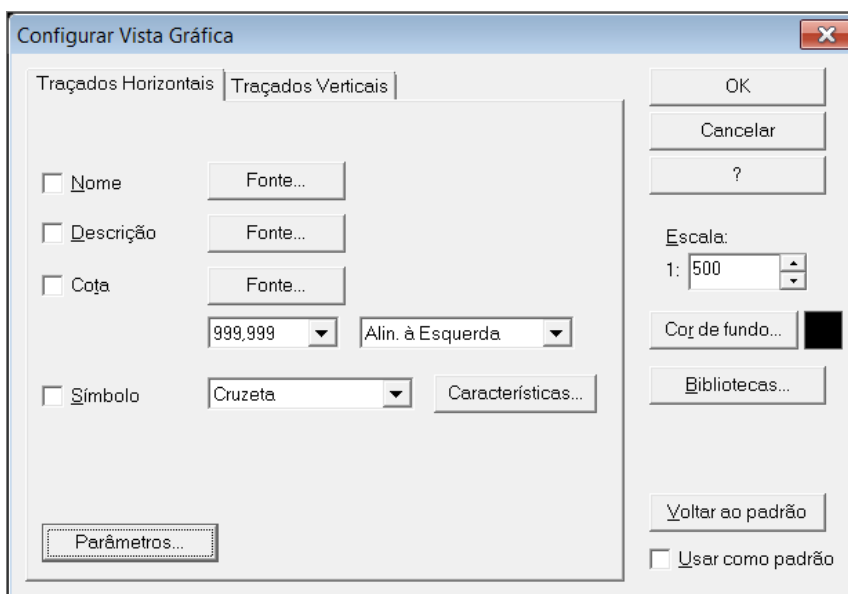 Configurar Vista Gráfica
Traçados Horizontais
Traçados Verticais
Nome
Fonte...
Descrição
Fonte...
Cota
Fonte...
999,999
Alin. à Esquerda
Símbolo
Cruzeta
Características...
Parâmetros...
OK
Cancelar
?
Escala:
1: 500
Cor de fundo...
Bibliotecas...
Voltar ao padrão
Usar como padrão